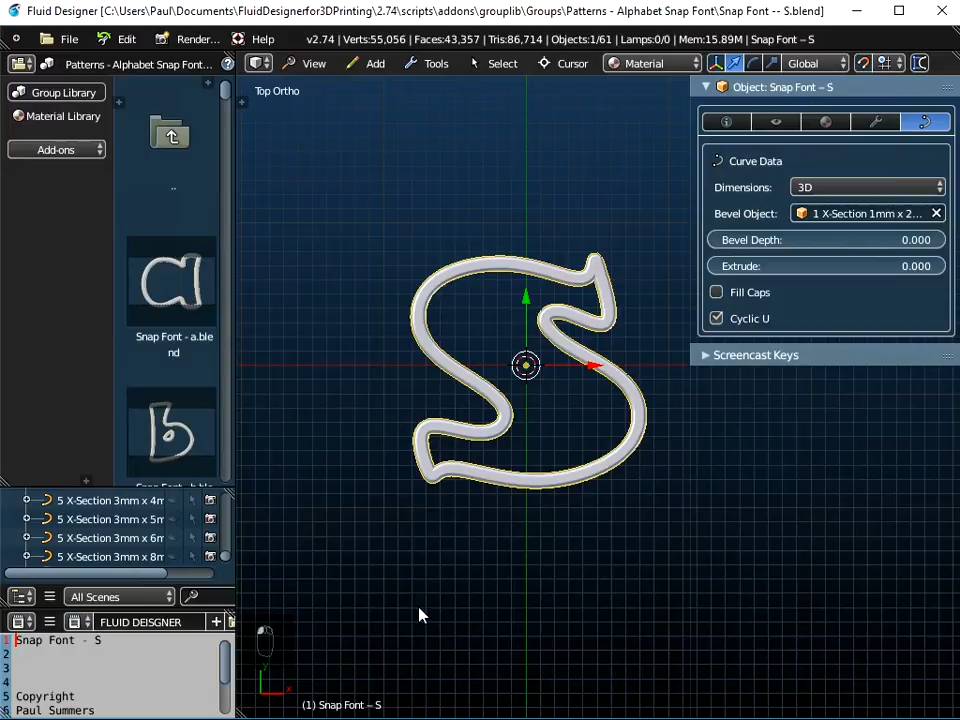 Fluid Designer [C:\Users\Paul\Documents\FluidDesignerfor3DPrinting\2.74\scripts\addons\grouplib\Groups\Patterns - Alphabet Snap Font\Snap Font -- S.blend]
File Edit Render... Help v2.74 | Verts:55,056 | Faces:43,357 | Tris:86,714 | Objects:1/61 | Lamps:0/0 | Mem:15.89M | Snap Font – S
Patterns - Alphabet Snap Font... View Add Tools Select Cursor Material Global
Group Library
Material Library
Add-ons
..
Snap Font - a.ble
nd
Top Ortho
Object: Snap Font – S
Curve Data
Dimensions: 3D
Bevel Object: 1 X-Section 1mm x 2...
Bevel Depth: 0.000
Extrude: 0.000
Fill Caps
Cyclic U
Screencast Keys
5 X-Section 3mm x 4m
5 X-Section 3mm x 5m
5 X-Section 3mm x 6m
5 X-Section 3mm x 8m
All Scenes
FLUID DEISGNER
1 Snap Font - S
2
3
4
5 Copyright
6 Paul Summers
y
x
(1) Snap Font – S